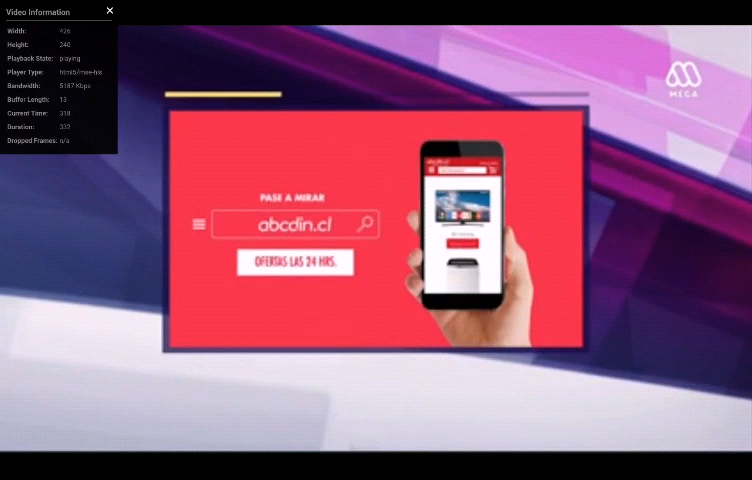 Video Information
Width: 426
Height: 240
Playback State: playing
Player Type: html5/mse-hls
Bandwidth: 5187 Kbps
Buffer Length: 13
Current Time: 318
Duration: 332
Dropped Frames: n/a
MEGA
PASE A MIRAR
abcdin.cl
OFERTAS LAS 24 HRS.